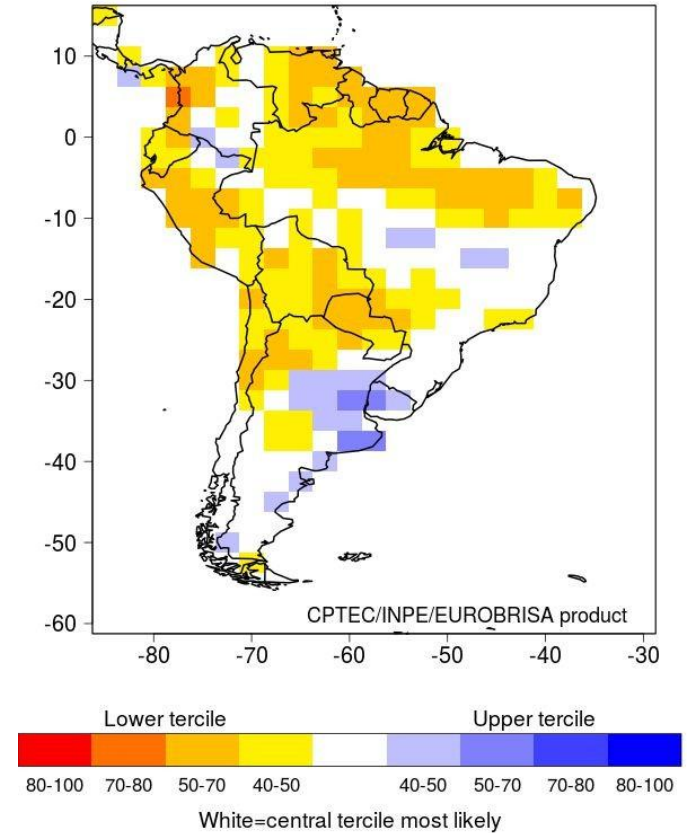 10
0
-10
-20
-30
-40
-50
-60
CPTEC/INPE/EUROBRISA product
-80 -70 -60 -50 -40 -30
Lower tercile Upper tercile
80-100 70-80 50-70 40-50 40-50 50-70 70-80 80-100
White=central tercile most likely